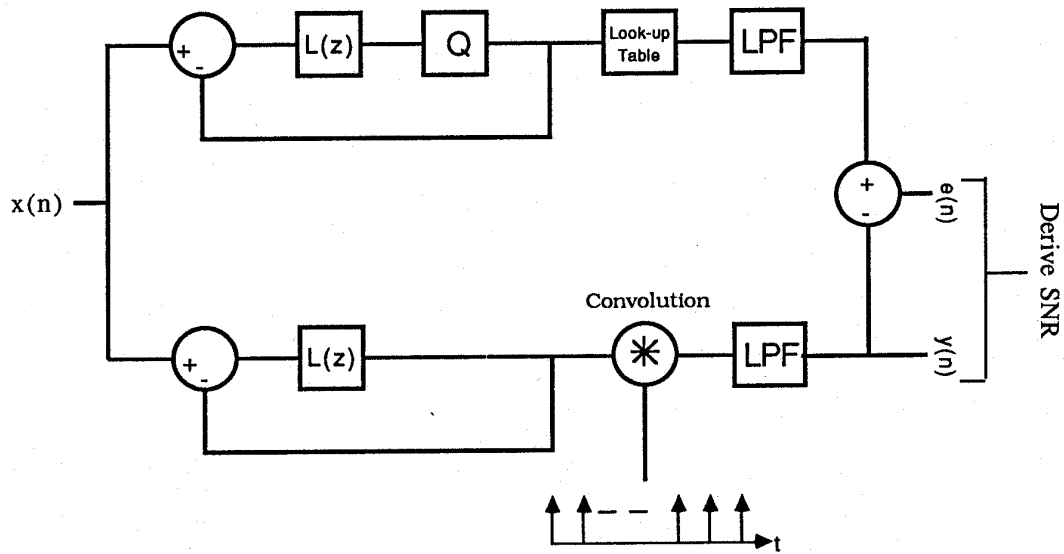 +
-
L(z)
Q
Look-up
Table
LPF
x(n)
+
-
e(n)
Derive SNR
Convolution
+
-
L(z)
*
LPF
y(n)
t